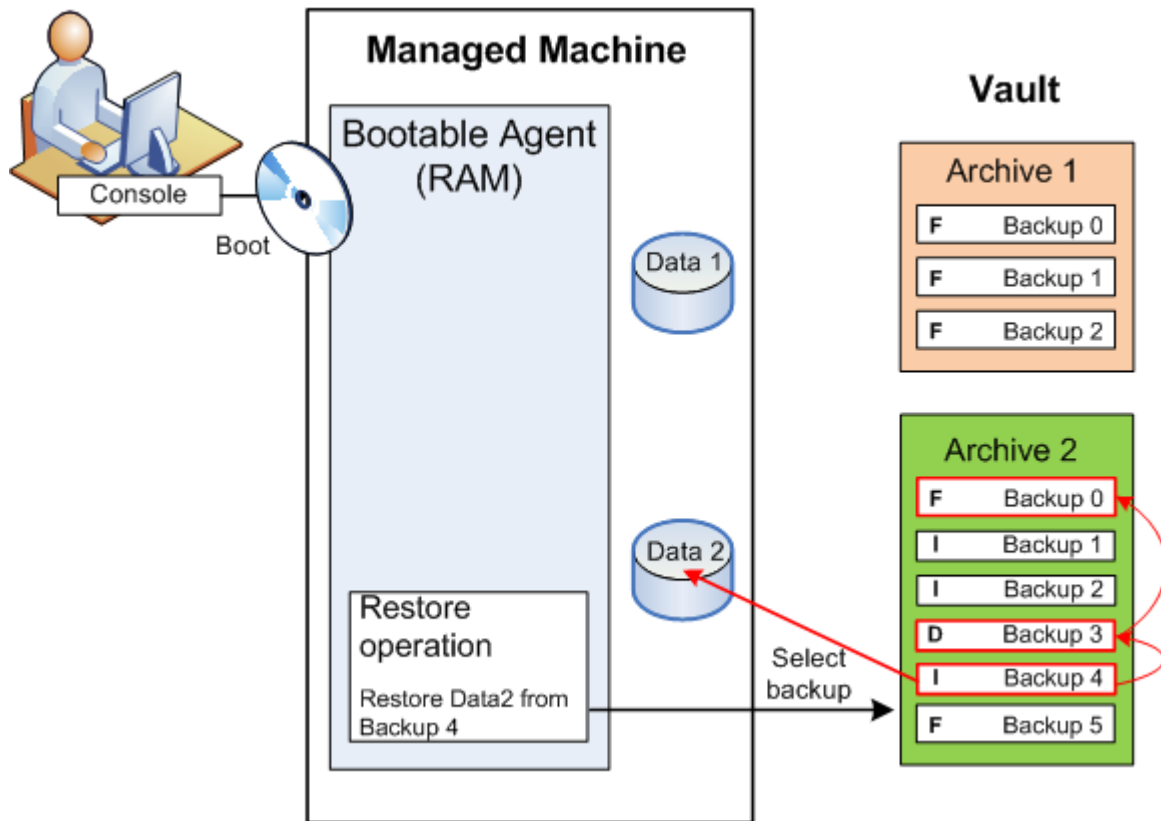 Managed Machine
Bootable Agent
(RAM)
Console
Boot
Data 1
Data 2
Restore
operation
Restore Data2 from
Backup 4
Select
backup
Vault
Archive 1
F Backup 0
F Backup 1
F Backup 2
Archive 2
F Backup 0
I Backup 1
I Backup 2
D Backup 3
I Backup 4
F Backup 5